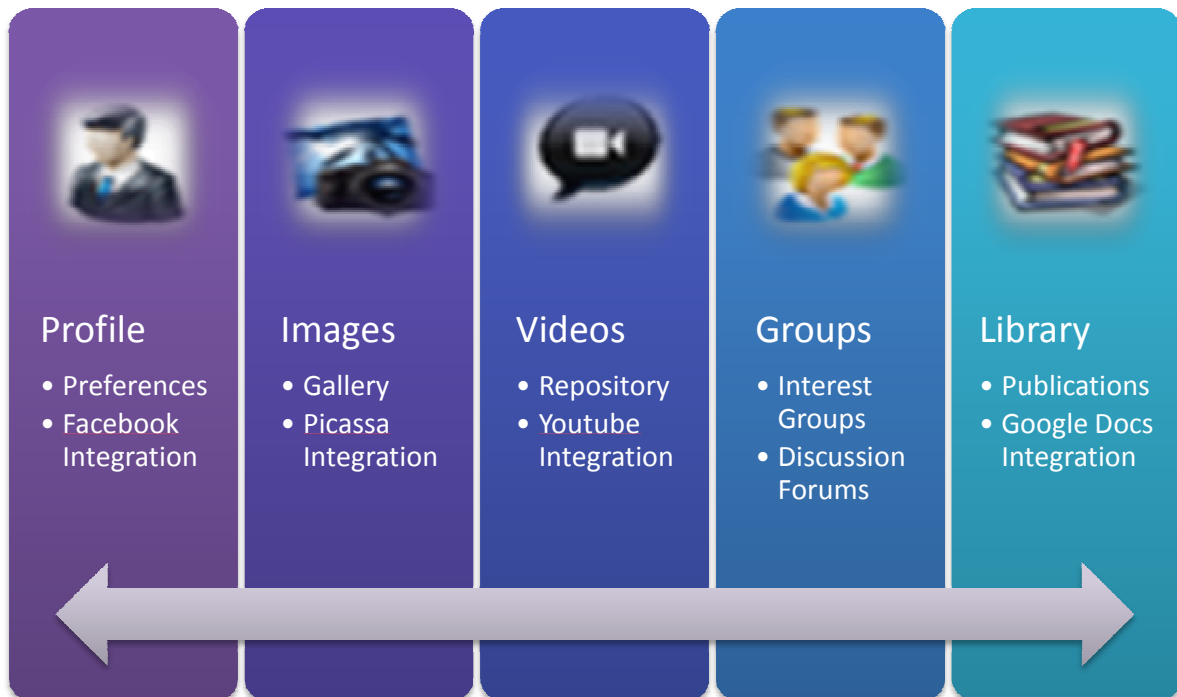 Profile
• Preferences
• Facebook
Integration
Images
• Gallery
• Picassa
Integration
Videos
• Repository
• Youtube
Integration
Groups
• Interest
Groups
• Discussion
Forums
Library
• Publications
• Google Docs
Integration